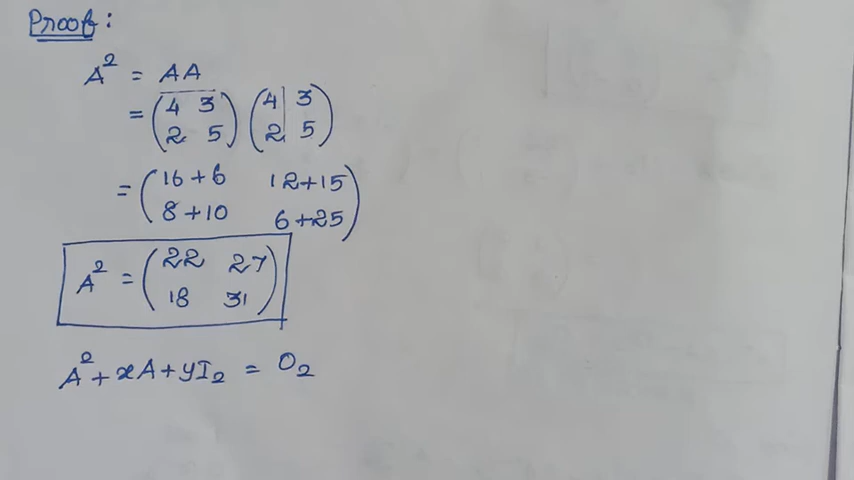 Proof:
A² = AA
= (4 3 2 5) (4 3 2 5)
= (16+6 12+15 8+10 6+25)
A² = (22 27 18 31)
A² + xA + yI₂ = O₂